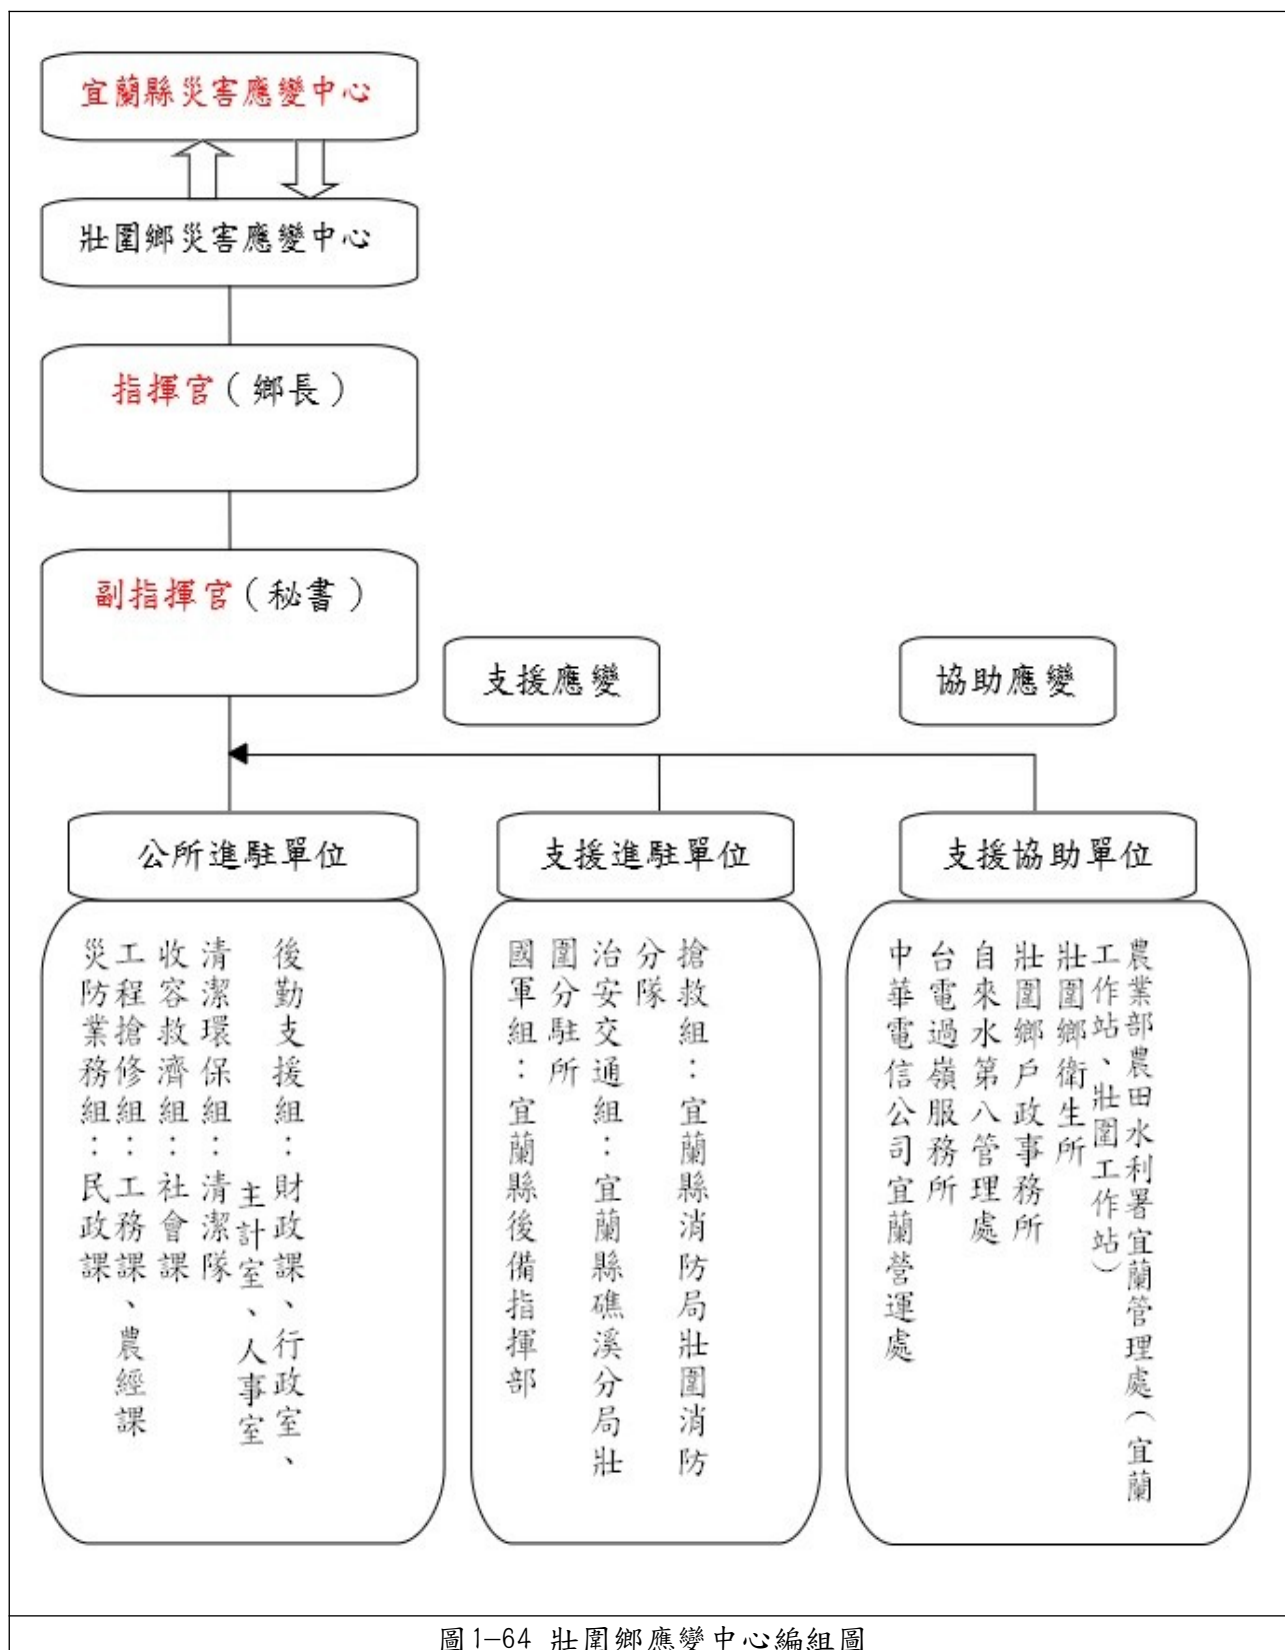 宜蘭縣災害應變中心
壯圍鄉災害應變中心
指揮官（鄉長）
副指揮官（秘書）
支援應變
協助應變
公所進駐單位
後勤支援組：財政課、行政室、
主計室、人事室
清潔環保組：清潔隊
收容救濟組：社會課
工程搶修組：工務課、農經課
災防業務組：民政課
支援進駐單位
搶救組：宜蘭縣消防局壯圍消防
分隊
治安交通組：宜蘭縣礁溪分局壯
圍分駐所
國軍組：宜蘭縣後備指揮部
支援協助單位
農業部農田水利署宜蘭管理處（宜蘭
工作站、壯圍工作站）
壯圍鄉衛生所
壯圍鄉戶政事務所
自來水第八管理處
台電過嶺服務所
中華電信公司宜蘭營運處
圖1-64 壯圍鄉應變中心編組圖